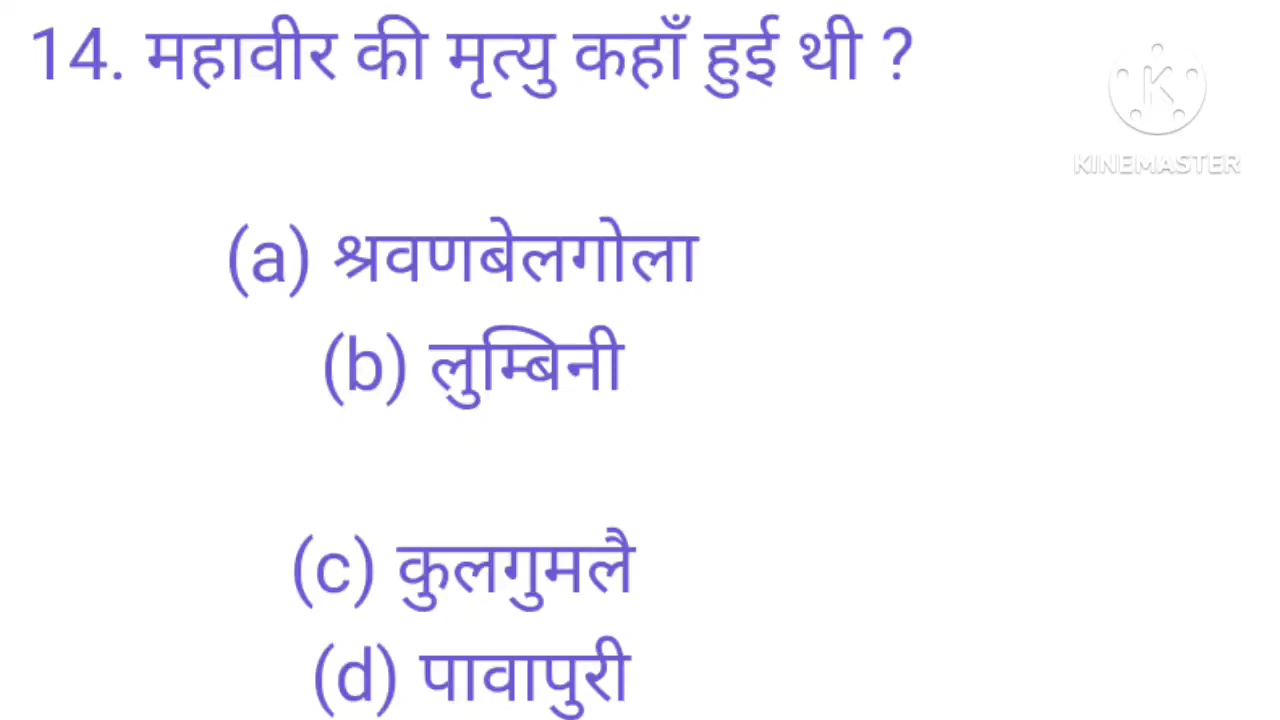 14. महावीर की मृत्यु कहाँ हुई थी ?
K
KINEMASTER
(a) श्रवणबेलगोला
(b) लुम्बिनी
(c) कुलगुमलै
(d) पावापुरी